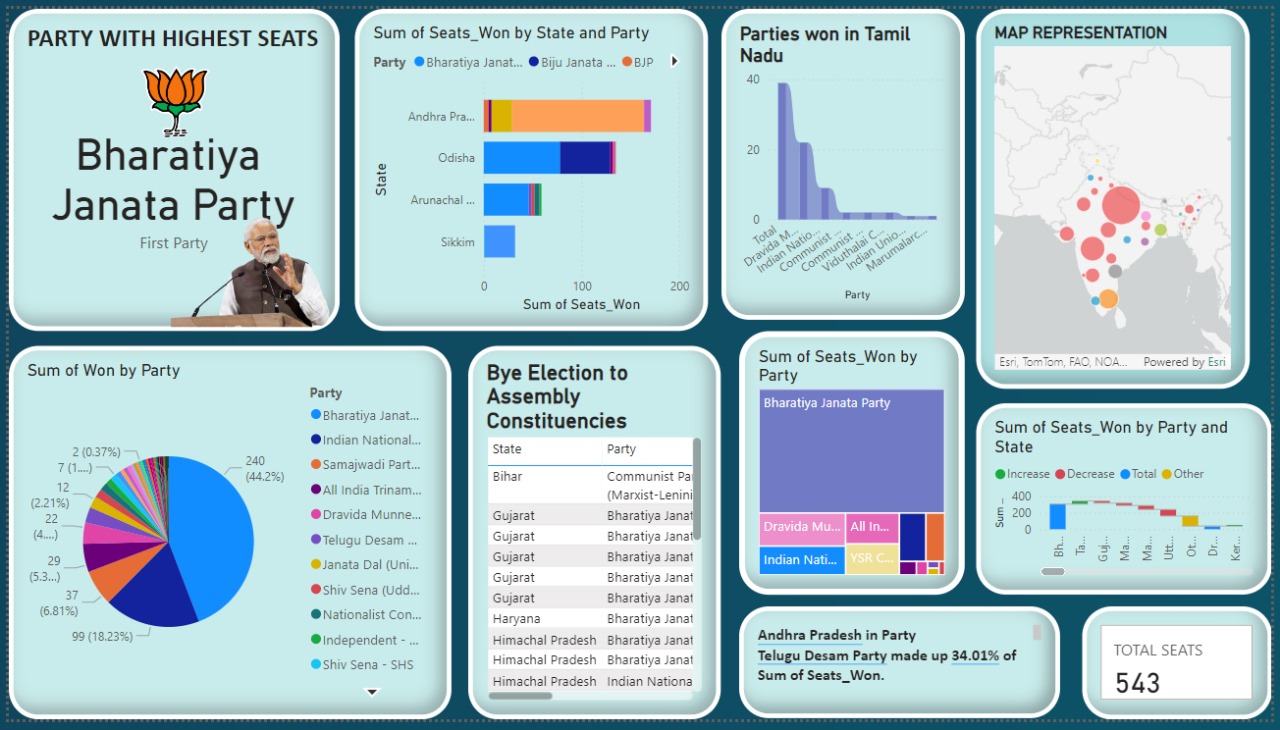 PARTY WITH HIGHEST SEATS
Bharatiya
Janata Party
First Party
Sum of Seats_Won by State and Party
Party Bharatiya Janat... Biju Janata ... BJP
State
Andhra Pra...
Odisha
Arunachal ...
Sikkim
0 100 200
Sum of Seats_Won
Parties won in Tamil
Nadu
40
20
0
Total
Dravida M...
Indian Natio...
Communist ...
Communist ...
Viduthalai C...
Indian Unio...
Marumalarc...
Party
MAP REPRESENTATION
Esri, TomTom, FAO, NOA... Powered by Esri
Sum of Won by Party
240
(44.2%)
99 (18.23%)
37
(6.81%)
29
(5.3...)
22
(4....)
12
(2.21%)
7 (1....)
2 (0.37%)
Party
Bharatiya Janat...
Indian National...
Samajwadi Part...
All India Trinam...
Dravida Munne...
Telugu Desam ...
Janata Dal (Uni...
Shiv Sena (Udd...
Nationalist Con...
Independent - ...
Shiv Sena - SHS
Bye Election to
Assembly
Constituencies
State Party
Bihar Communist Pa
(Marxist-Lenini
Gujarat Bharatiya Janat
Gujarat Bharatiya Janat
Gujarat Bharatiya Janat
Gujarat Bharatiya Janat
Gujarat Bharatiya Janat
Haryana Bharatiya Janat
Himachal Pradesh Bharatiya Janat
Himachal Pradesh Bharatiya Janat
Himachal Pradesh Indian Nationa
Sum of Seats_Won by
Party
Bharatiya Janata Party
Dravida Mu... All In...
Indian Nati... YSR C...
Sum of Seats_Won by Party and
State
Increase Decrease Total Other
Sum ...
400
200
0
Bh...
Ta...
Guj...
Ma...
Ma...
Utt...
Ot...
Dr...
Ker...
Andhra Pradesh in Party
Telugu Desam Party made up 34.01% of
Sum of Seats_Won.
TOTAL SEATS
543